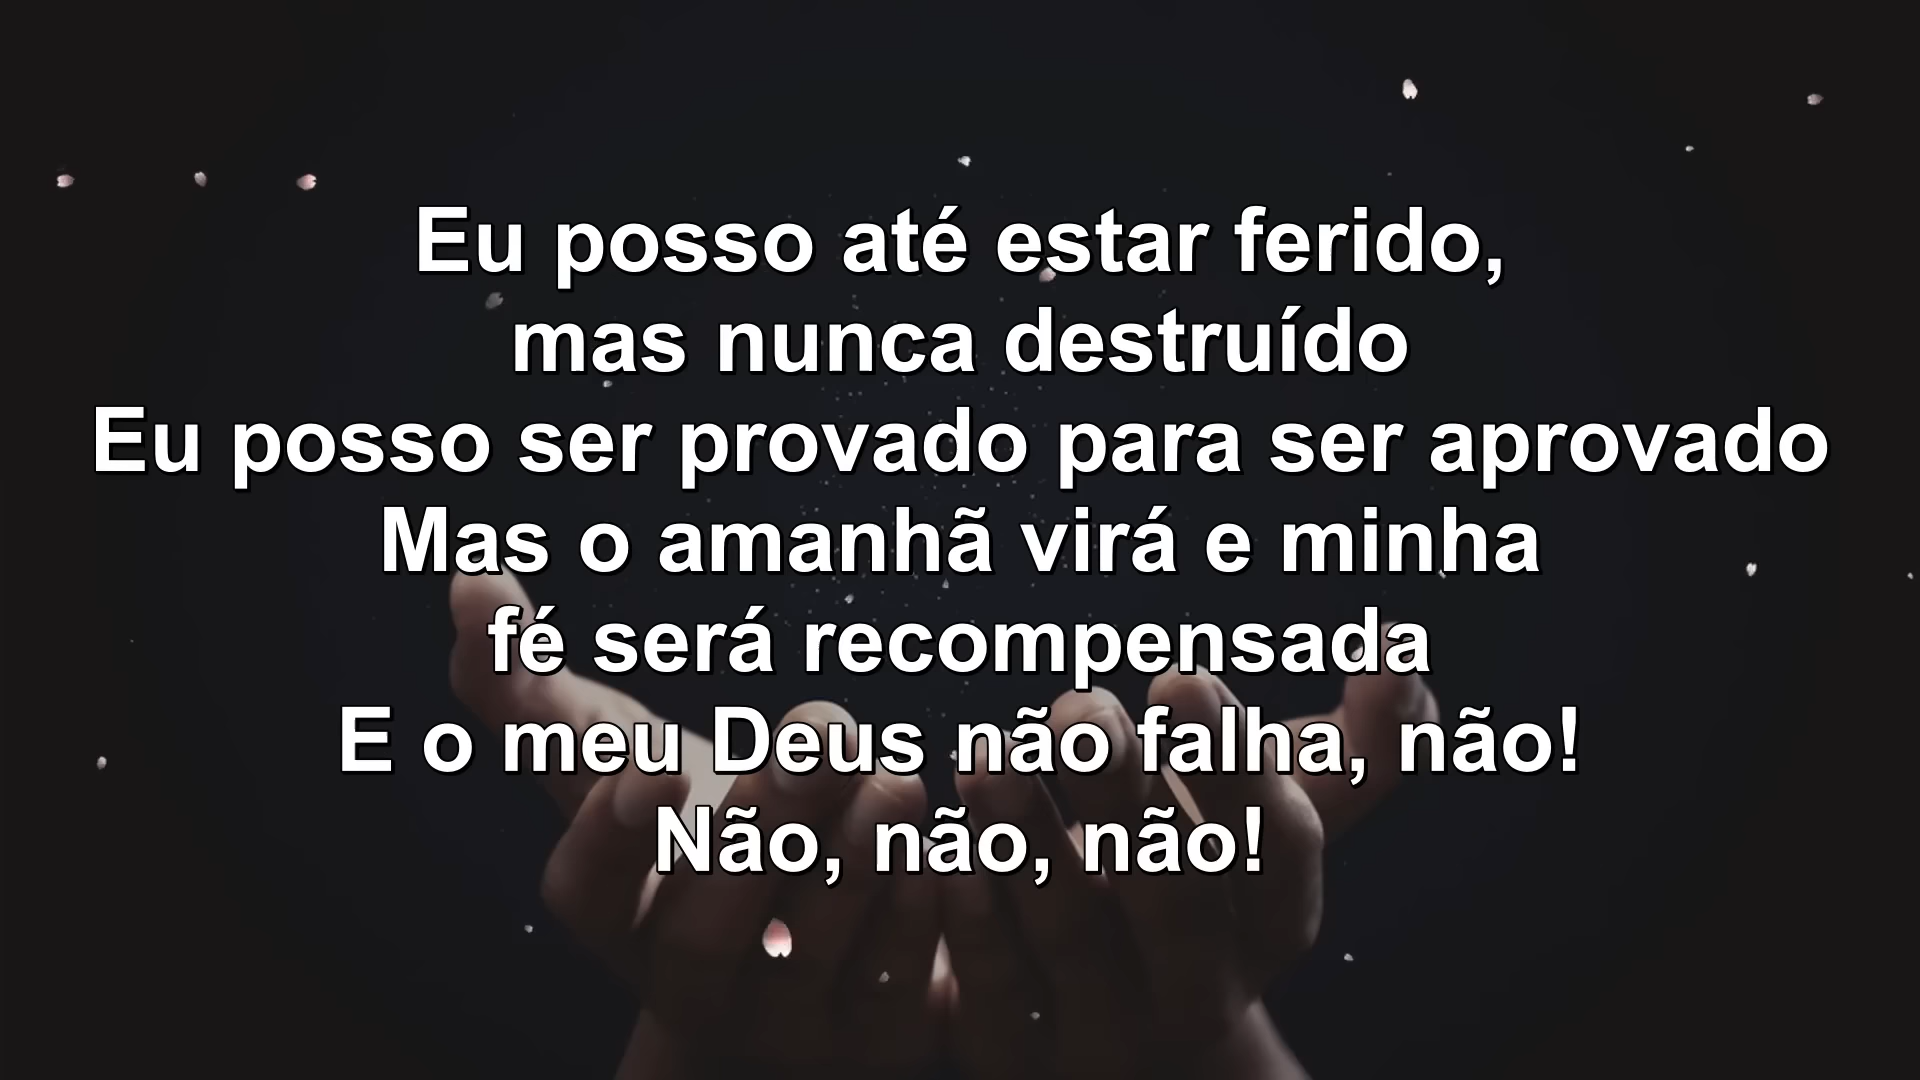 Eu posso até estar ferido,
mas nunca destruído
Eu posso ser provado para ser aprovado
Mas o amanhã virá e minha
fé será recompensada
E o meu Deus não falha, não!
Não, não, não!